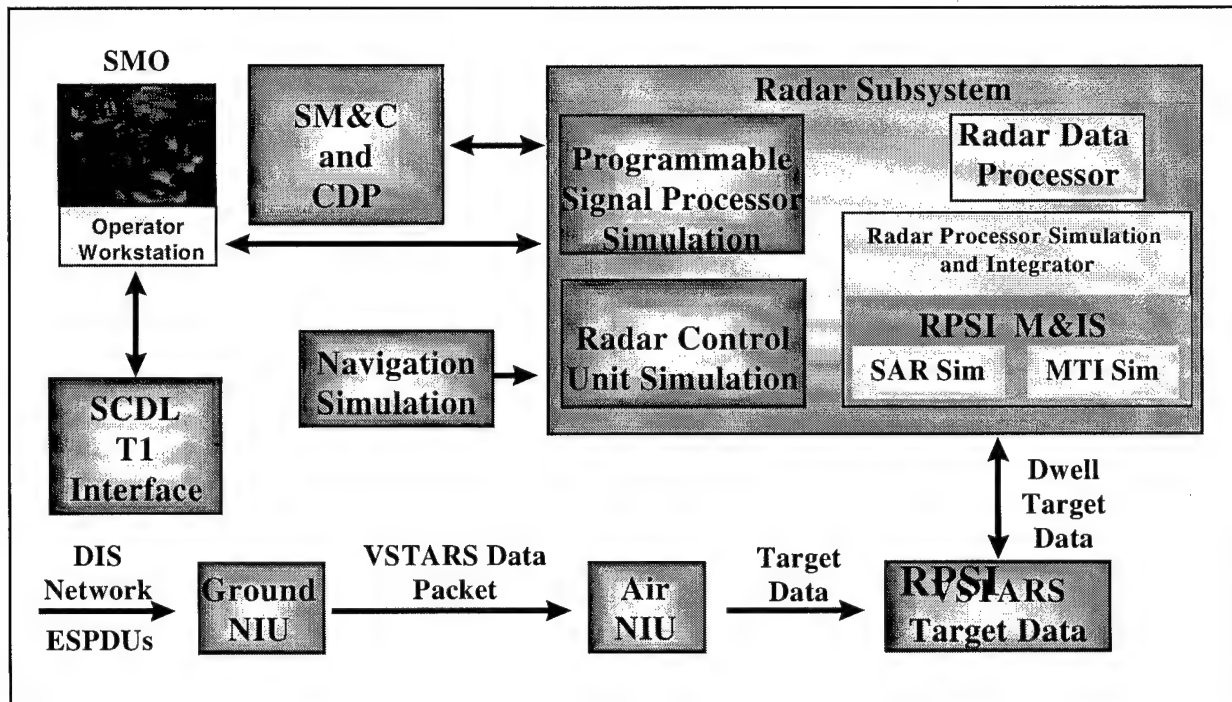 SMO
Operator
Workstation
SM&C
and
CDP
Radar Subsystem
Programmable
Signal Processor
Simulation
Radar Data
Processor
Radar Processor Simulation
and Integrator
RPSI M&IS
SAR Sim
MTI Sim
Navigation
Simulation
Radar Control
Unit Simulation
SCDL
T1
Interface
Dwell
Target
Data
DIS
Network
ESPDUs
Ground
NIU
VSTARS Data
Packet
Air
NIU
Target
Data
RPSI
VSTARS
Target Data